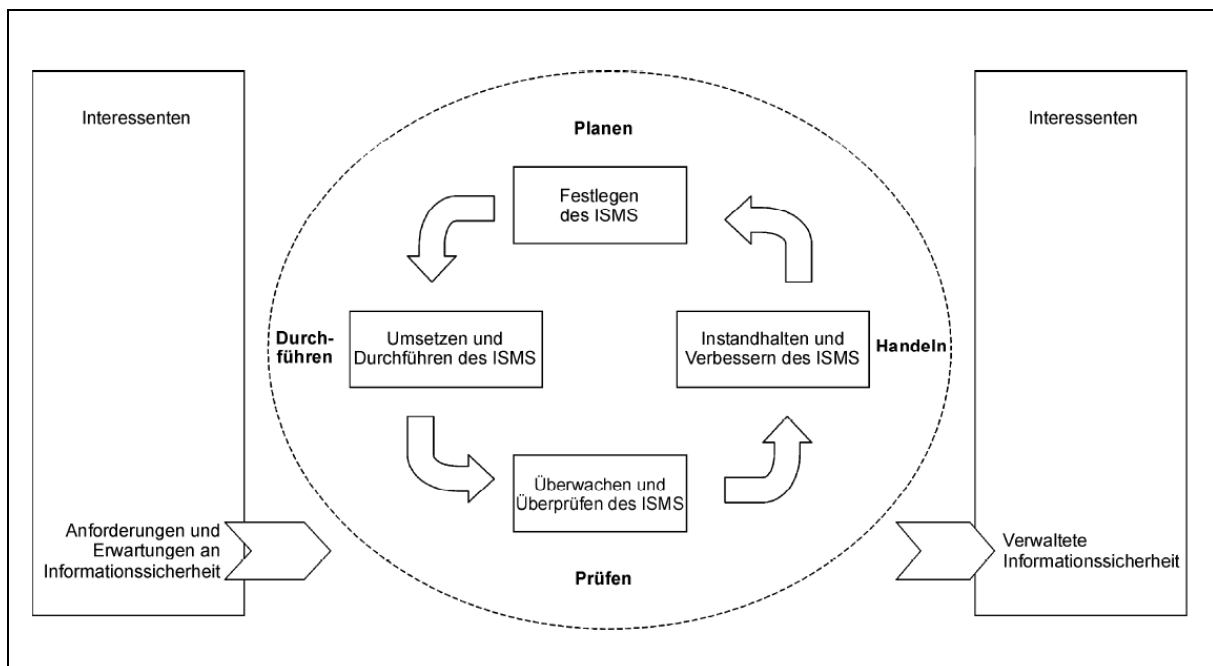 Interessenten
Anforderungen und
Erwartungen an
Informationssicherheit
Planen
Festlegen
des ISMS
Durch-
führen
Umsetzen und
Durchführen des ISMS
Instandhalten und
Verbessern des ISMS
Handeln
Überwachen und
Überprüfen des ISMS
Prüfen
Interessenten
Verwaltete
Informationssicherheit